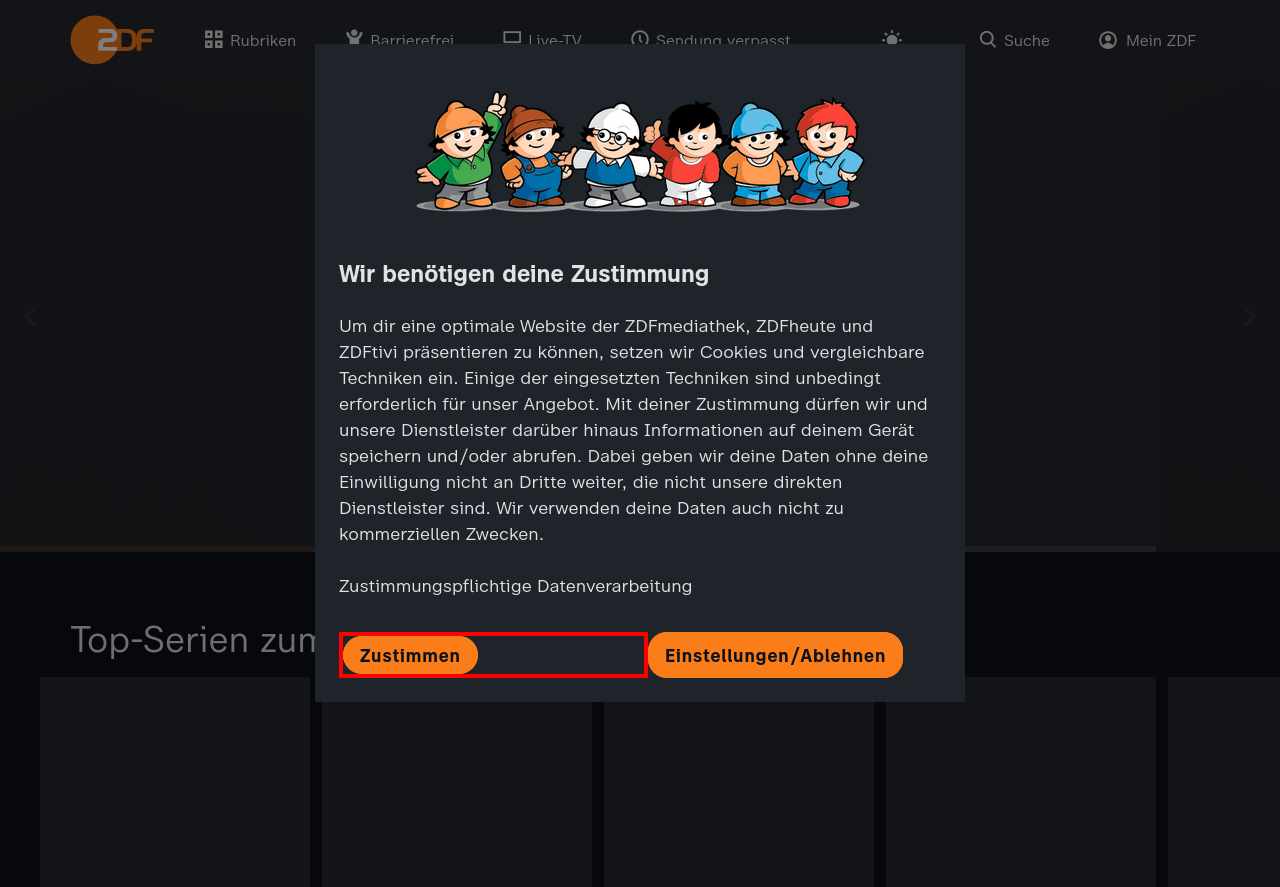 ZDF
Rubriken
Barrierefrei
Live-TV
Sendung verpasst
Suche
Mein ZDF
Wir benötigen deine Zustimmung
Um dir eine optimale Website der ZDFmediathek, ZDFheute und
ZDFtivi präsentieren zu können, setzen wir Cookies und vergleichbare
Techniken ein. Einige der eingesetzten Techniken sind unbedingt
erforderlich für unser Angebot. Mit deiner Zustimmung dürfen wir und
unsere Dienstleister darüber hinaus Informationen auf deinem Gerät
speichern und/oder abrufen. Dabei geben wir deine Daten ohne deine
Einwilligung nicht an Dritte weiter, die nicht unsere direkten
Dienstleister sind. Wir verwenden deine Daten auch nicht zu
kommerziellen Zwecken.
Zustimmungspflichtige Datenverarbeitung
Zustimmen
Einstellungen/Ablehnen
Top-Serien zum